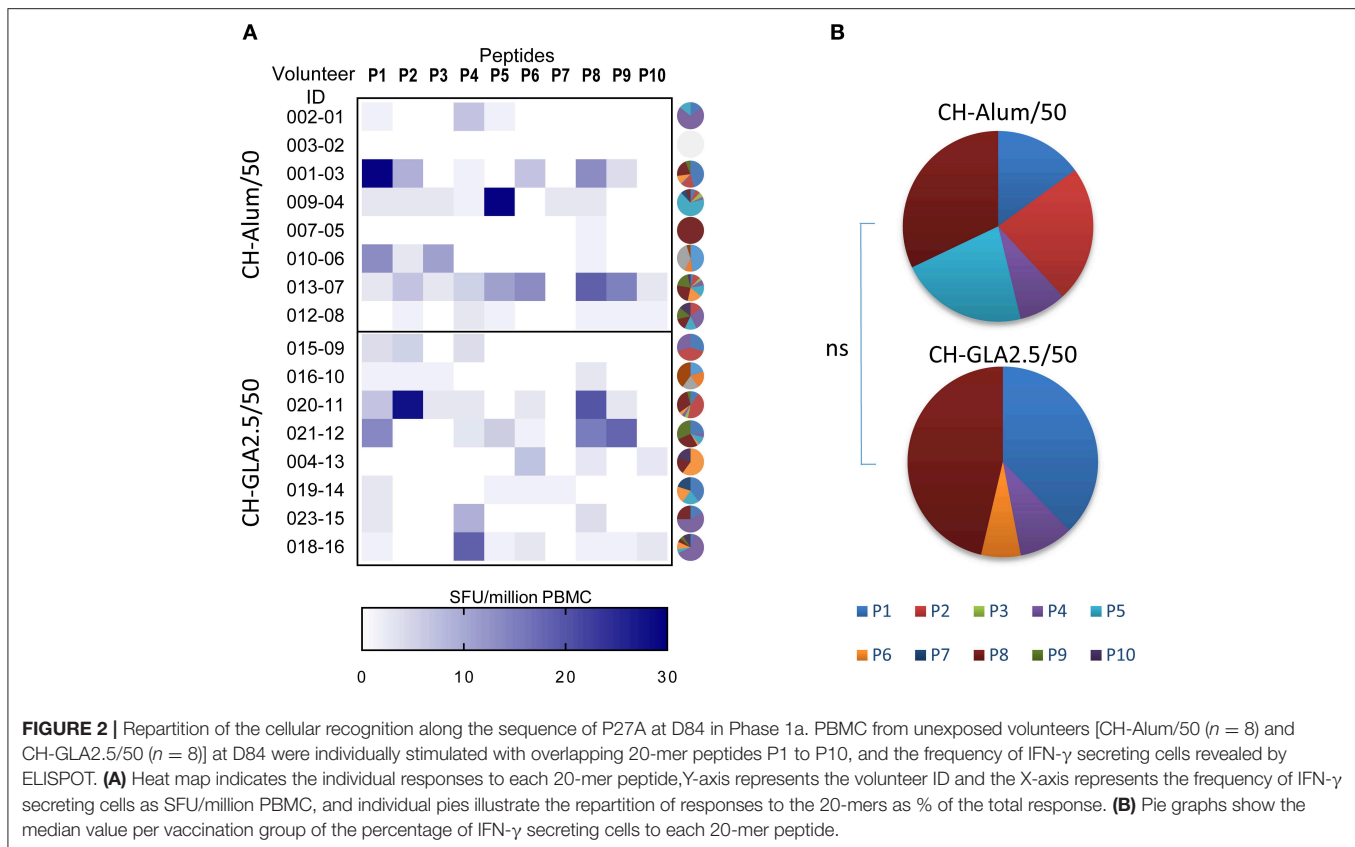 A
B
Peptides
Volunteer P1 P2 P3 P4 P5 P6 P7 P8 P9 P10
ID
CH-Alum/50
002-01
003-02
001-03
009-04
007-05
010-06
013-07
012-08
CH-GLA2.5/50
015-09
016-10
020-11
021-12
004-13
019-14
023-15
018-16
SFU/million PBMC
0 10 20 30
CH-Alum/50
ns
CH-GLA2.5/50
P1 P2 P3 P4 P5
P6 P7 P8 P9 P10
FIGURE 2 | Repartition of the cellular recognition along the sequence of P27A at D84 in Phase 1a. PBMC from unexposed volunteers [CH-Alum/50 (n = 8) and
CH-GLA2.5/50 (n = 8)] at D84 were individually stimulated with overlapping 20-mer peptides P1 to P10, and the frequency of IFN-γ secreting cells revealed by
ELISPOT. (A) Heat map indicates the individual responses to each 20-mer peptide,Y-axis represents the volunteer ID and the X-axis represents the frequency of IFN-γ
secreting cells as SFU/million PBMC, and individual pies illustrate the repartition of responses to the 20-mers as % of the total response. (B) Pie graphs show the
median value per vaccination group of the percentage of IFN-γ secreting cells to each 20-mer peptide.